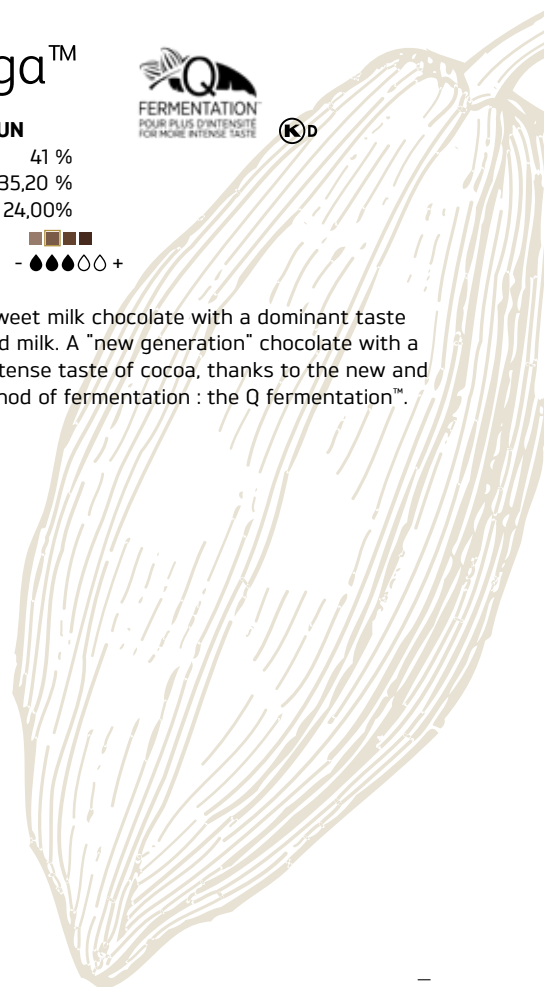 ga™
Q
FERMENTATION™
POUR PLUS D'INTENSITÉ
FOR MORE INTENSE TASTE
UN
K D
41 %
35,20 %
24,00%
- +
weet milk chocolate with a dominant taste
d milk. A "new generation" chocolate with a
tense taste of cocoa, thanks to the new and
hod of fermentation : the Q fermentation™.